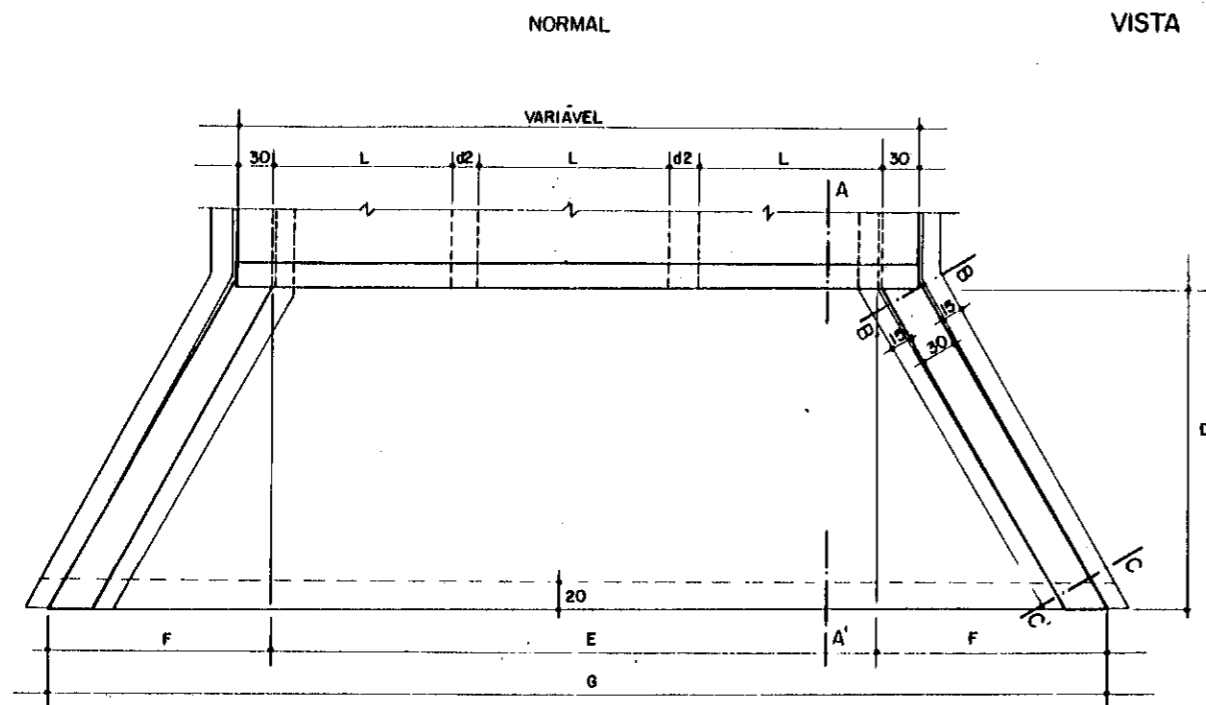 NORMAL
VISTA
VARIÁVEL
30 L d2 L d2 L 30
A
B
B'
15
15
30
D
20
C
C'
F E A' F
G